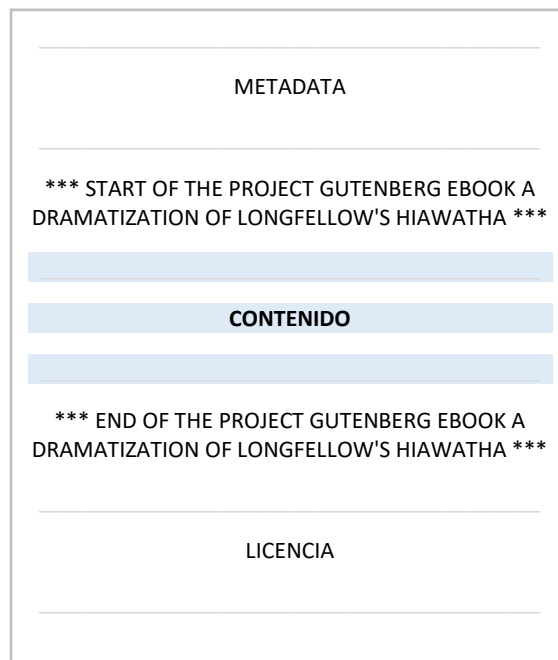 METADATA
*** START OF THE PROJECT GUTENBERG EBOOK A
DRAMATIZATION OF LONGFELLOW'S HIAWATHA ***
CONTENIDO
*** END OF THE PROJECT GUTENBERG EBOOK A
DRAMATIZATION OF LONGFELLOW'S HIAWATHA ***
LICENCIA